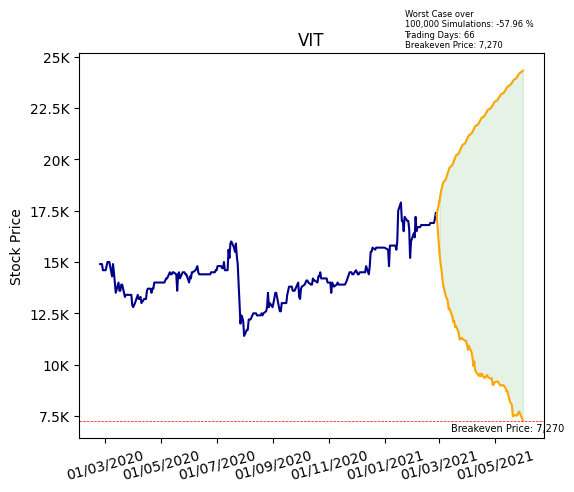 Worst Case over
100,000 Simulations: -57.96 %
Trading Days: 66
Breakeven Price: 7,270
VIT
25K
22.5K
20K
17.5K
15K
12.5K
10K
7.5K
Stock Price
Breakeven Price: 7,270
01/03/2020
01/05/2020
01/07/2020
01/09/2020
01/11/2020
01/01/2021
01/03/2021
01/05/2021